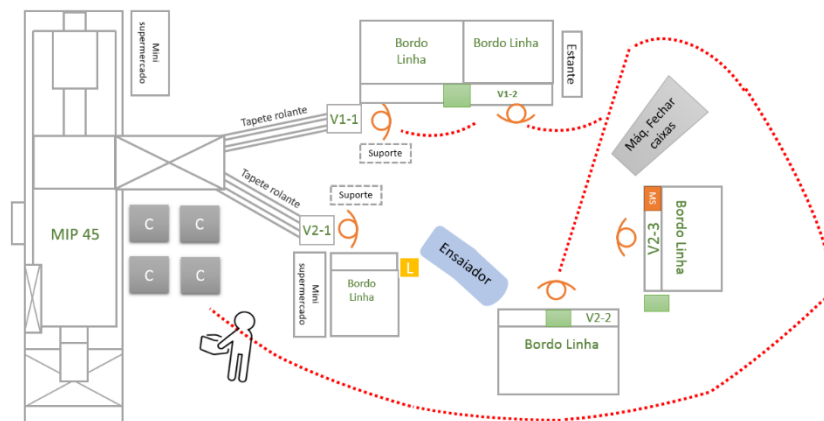 Mini
supermercado
Bordo
Linha
Bordo Linha
V1-2
Estante
Tapete rolante
V1-1
Suporte
Máq. Fechar
caixas
Tapete rolante
Suporte
V2-1
MIP 45
C
C
C
C
Mini
supermercado
Bordo
Linha
L
Ensaiador
MS
V2-3
Bordo Linha
V2-2
Bordo Linha